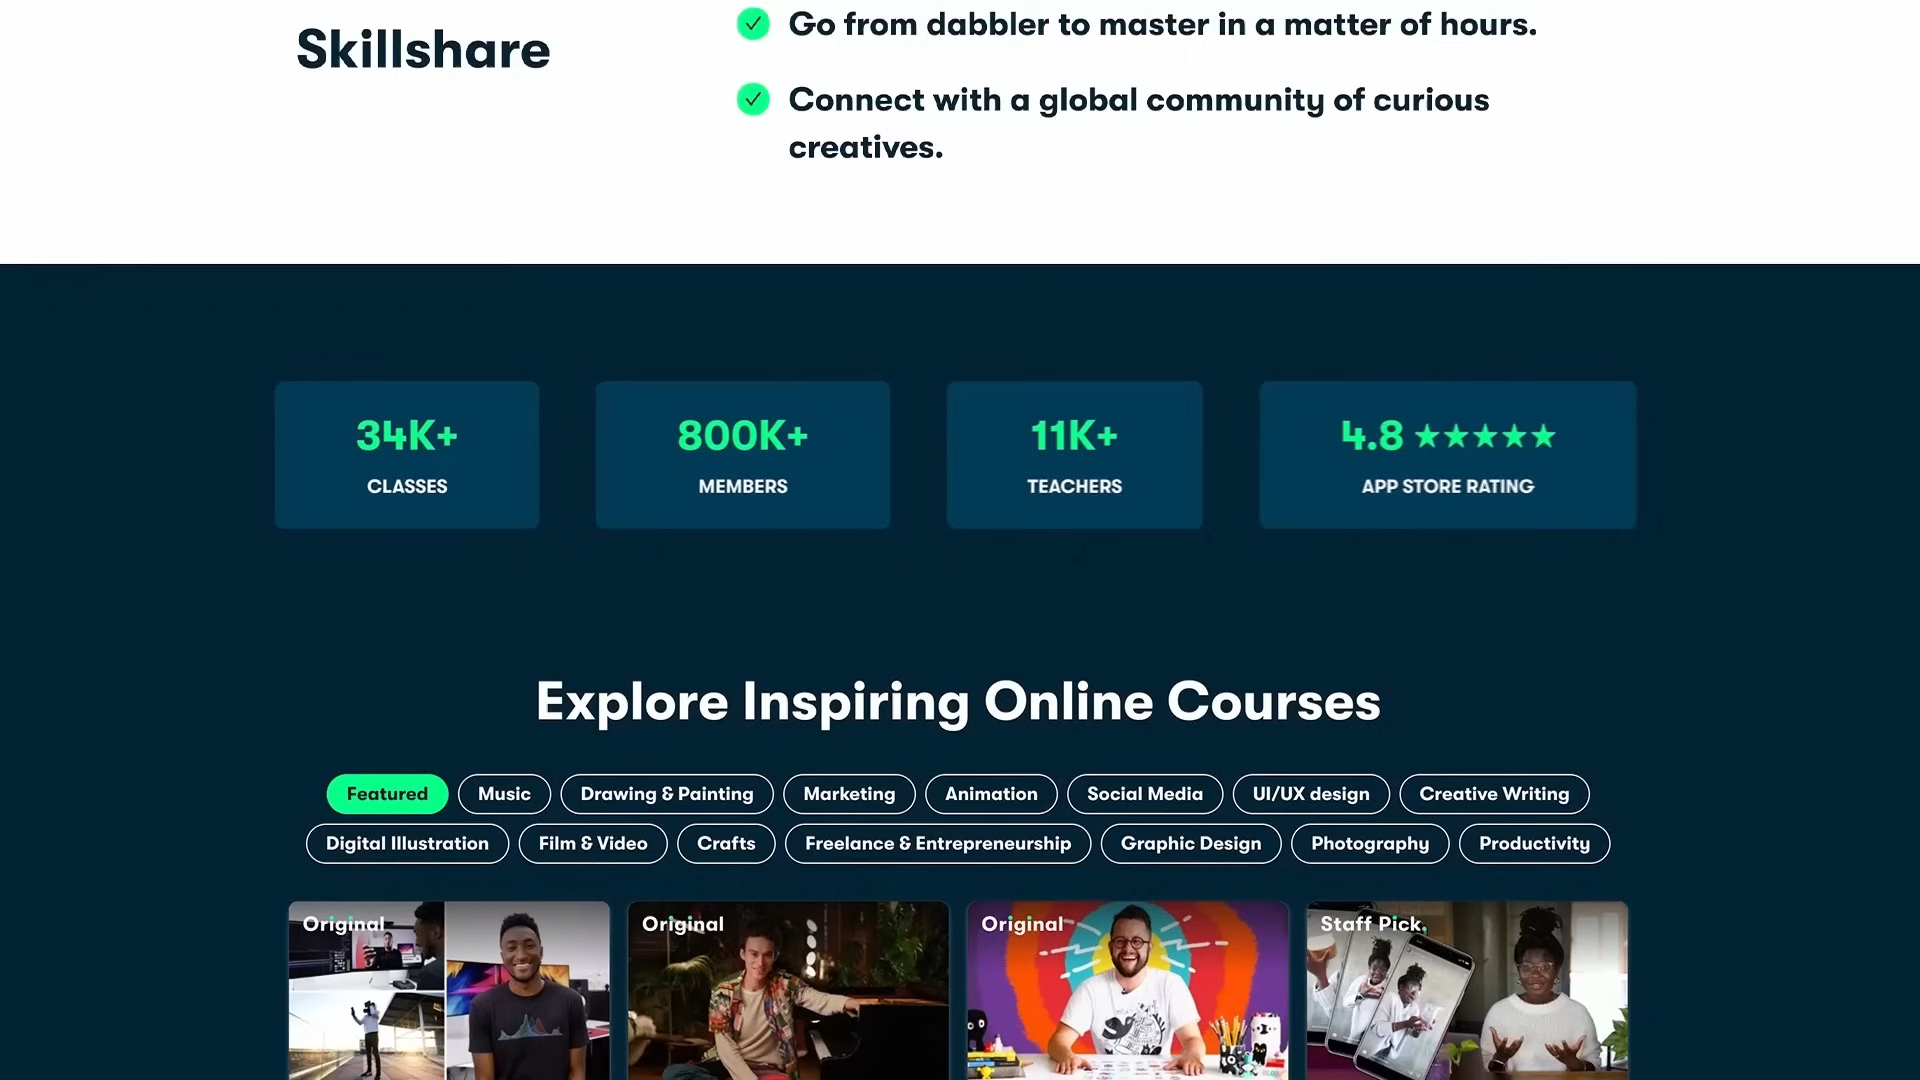 Skillshare
Go from dabbler to master in a matter of hours.
Connect with a global community of curious
creatives.
34K+
CLASSES
800K+
MEMBERS
11K+
TEACHERS
4.8 ★★★★★
APP STORE RATING
Explore Inspiring Online Courses
Featured
Music
Drawing & Painting
Marketing
Animation
Social Media
UI/UX design
Creative Writing
Digital Illustration
Film & Video
Crafts
Freelance & Entrepreneurship
Graphic Design
Photography
Productivity
Original
Original
Original
Staff Pick.